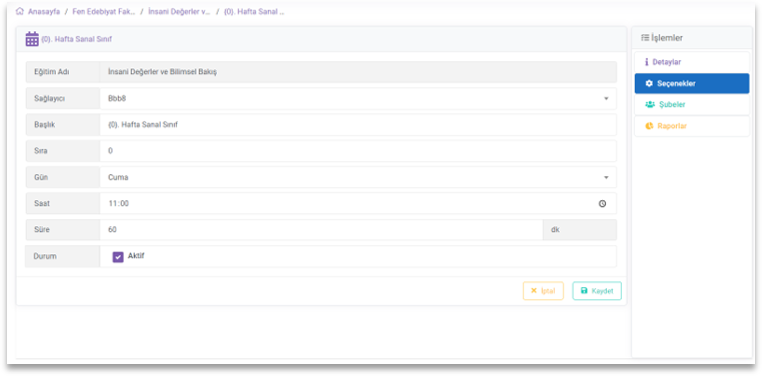 Anasayfa / Fen Edebiyat Fak... / İnsani Değerler v... / (0). Hafta Sanal ...
(0). Hafta Sanal Sınıf
Eğitim Adı İnsani Değerler ve Bilimsel Bakış
Sağlayıcı Bbb8
Başlık (0). Hafta Sanal Sınıf
Sıra 0
Gün Cuma
Saat 11:00
Süre 60 dk
Durum Aktif
İptal Kaydet
İşlemler
Detaylar
Seçenekler
Şubeler
Raporlar